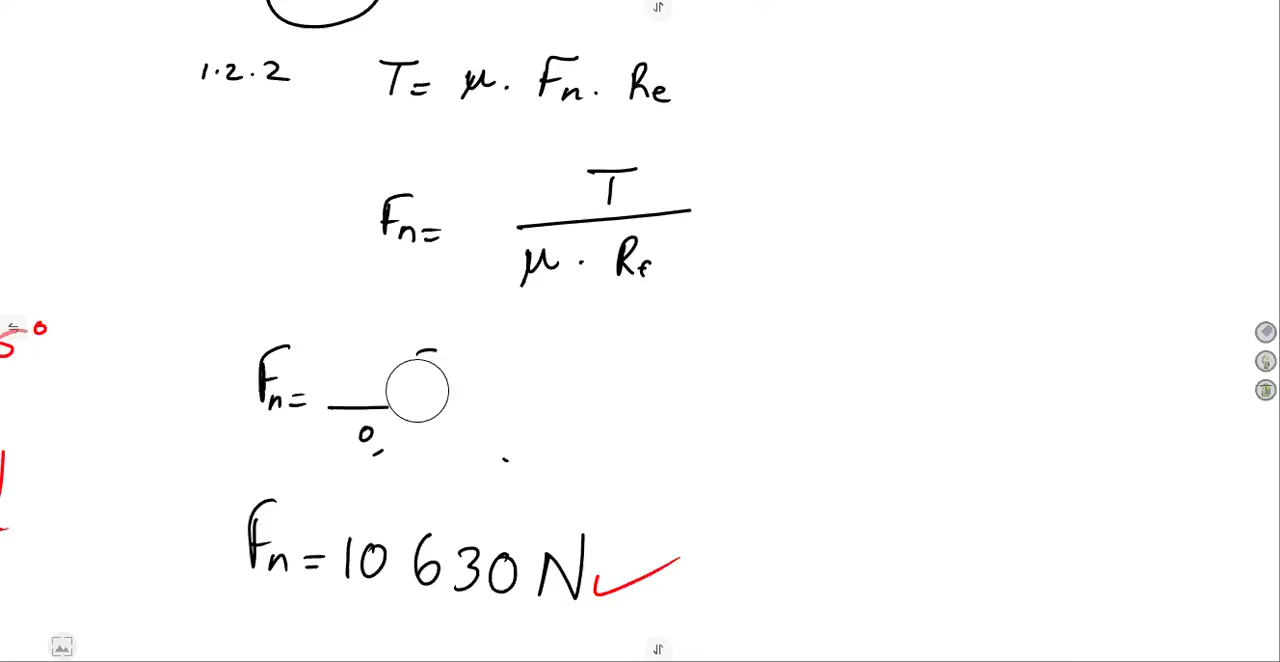 1.2.2 T = μ . Fn . Re
Fn = T
μ . Rf
Fn =
0,
Fn = 10 630 N